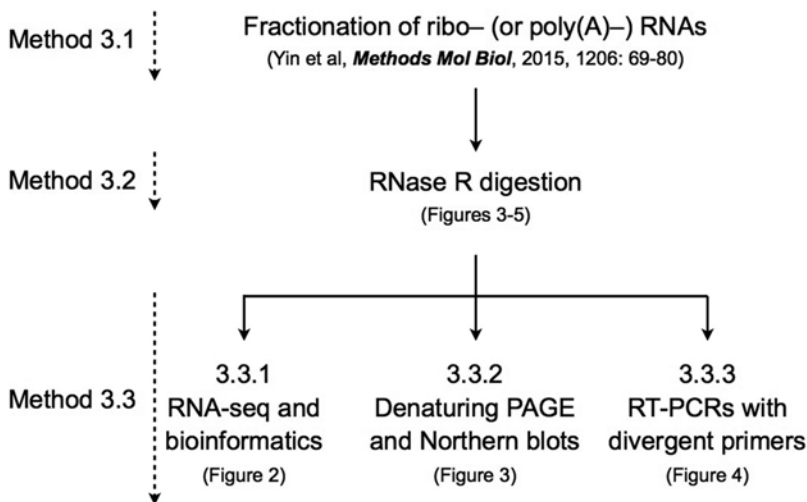 Method 3.1
Fractionation of ribo– (or poly(A)–) RNAs
(Yin et al, Methods Mol Biol, 2015, 1206: 69-80)
Method 3.2
RNase R digestion
(Figures 3-5)
Method 3.3
3.3.1
RNA-seq and
bioinformatics
(Figure 2)
3.3.2
Denaturing PAGE
and Northern blots
(Figure 3)
3.3.3
RT-PCRs with
divergent primers
(Figure 4)